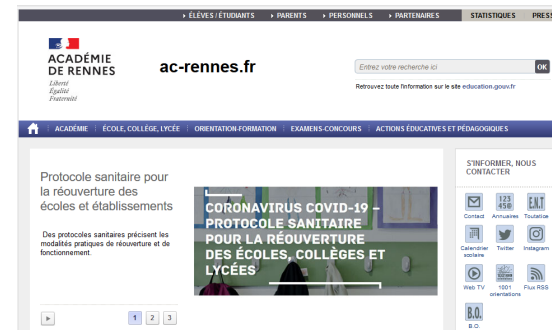 ÉLÈVES / ÉTUDIANTS PARENTS PERSONNELS PARTENAIRES STATISTIQUES PRESS
ACADÉMIE
DE RENNES
Liberté
Égalité
Fraternité
ac-rennes.fr
Entrez votre recherche ici
OK
Retrouvez toute l'information sur le site education.gouv.fr
ACADÉMIE ÉCOLE, COLLÈGE, LYCÉE ORIENTATION-FORMATION EXAMENS-CONCOURS ACTIONS ÉDUCATIVES ET PÉDAGOGIQUES
Protocole sanitaire pour
la réouverture des
écoles et établissements
Des protocoles sanitaires précisent les
modalités pratiques de réouverture et de
fonctionnement.
1 2 3
CORONAVIRUS COVID-19 –
PROTOCOLE SANITAIRE
POUR LA RÉOUVERTURE
DES ÉCOLES, COLLÈGES ET
LYCÉES
S'INFORMER, NOUS
CONTACTER
123
45@
E.N.T
Contact Annuaires Toutatice
Calendrier
scolaire
Twitter Instagram
Web TV 1001
orientations
Flux RSS
B.O.
B.O.